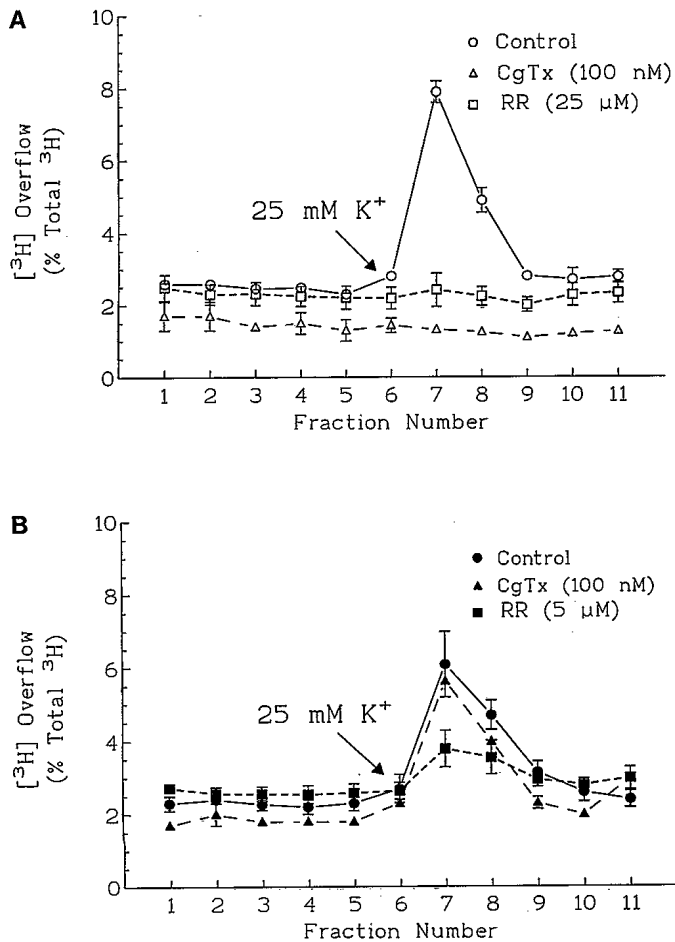 A
10
8
6
4
2
0
[³H] Overflow
(% Total ³H)
Control
CgTx (100 nM)
RR (25 µM)
25 mM K⁺
1 2 3 4 5 6 7 8 9 10 11
Fraction Number
B
10
8
6
4
2
0
[³H] Overflow
(% Total ³H)
Control
CgTx (100 nM)
RR (5 µM)
25 mM K⁺
1 2 3 4 5 6 7 8 9 10 11
Fraction Number